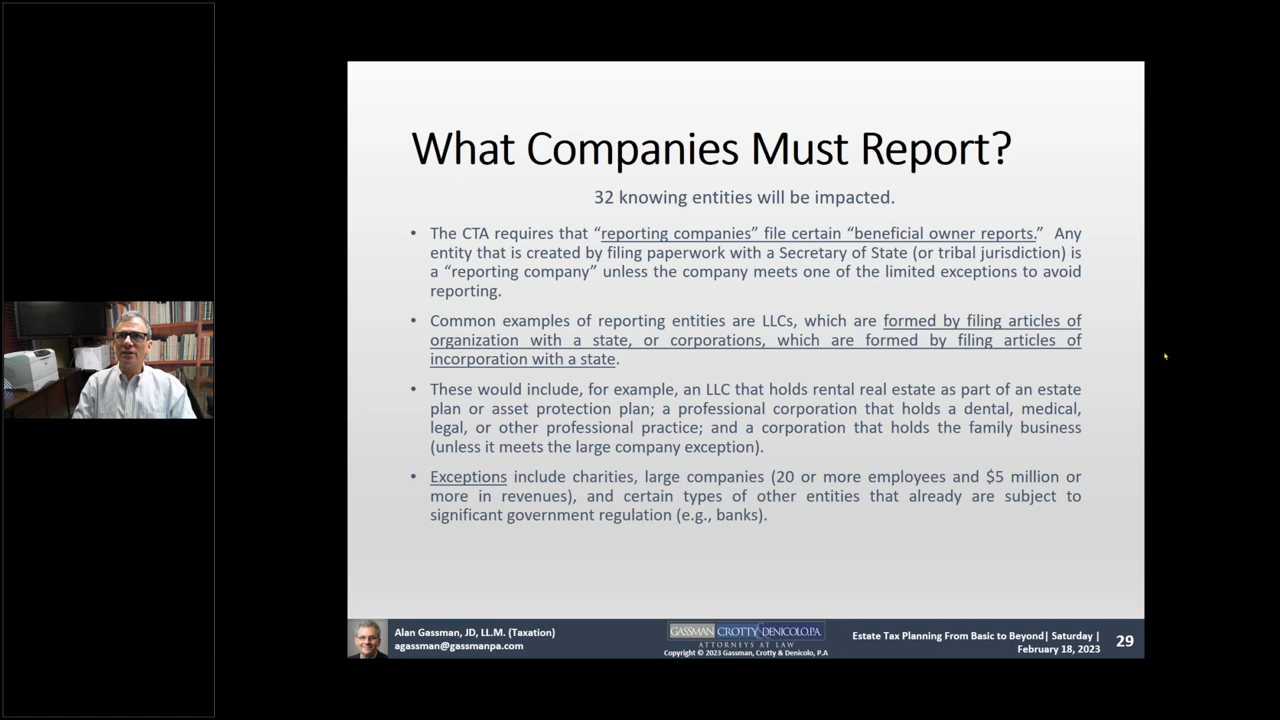 What Companies Must Report?
32 knowing entities will be impacted.
• The CTA requires that “reporting companies” file certain “beneficial owner reports.” Any
entity that is created by filing paperwork with a Secretary of State (or tribal jurisdiction) is
a “reporting company” unless the company meets one of the limited exceptions to avoid
reporting.
• Common examples of reporting entities are LLCs, which are formed by filing articles of
organization with a state, or corporations, which are formed by filing articles of
incorporation with a state.
• These would include, for example, an LLC that holds rental real estate as part of an estate
plan or asset protection plan; a professional corporation that holds a dental, medical,
legal, or other professional practice; and a corporation that holds the family business
(unless it meets the large company exception).
• Exceptions include charities, large companies (20 or more employees and $5 million or
more in revenues), and certain types of other entities that already are subject to
significant government regulation (e.g., banks).
Alan Gassman, JD, LL.M. (Taxation)
agassman@gassmanpa.com
GASSMAN CROTTY DENICOLO, P.A.
ATTORNEYS AT LAW
Copyright © 2023 Gassman, Crotty & Denicolo, P.A
Estate Tax Planning From Basic to Beyond| Saturday |
February 18, 2023
29